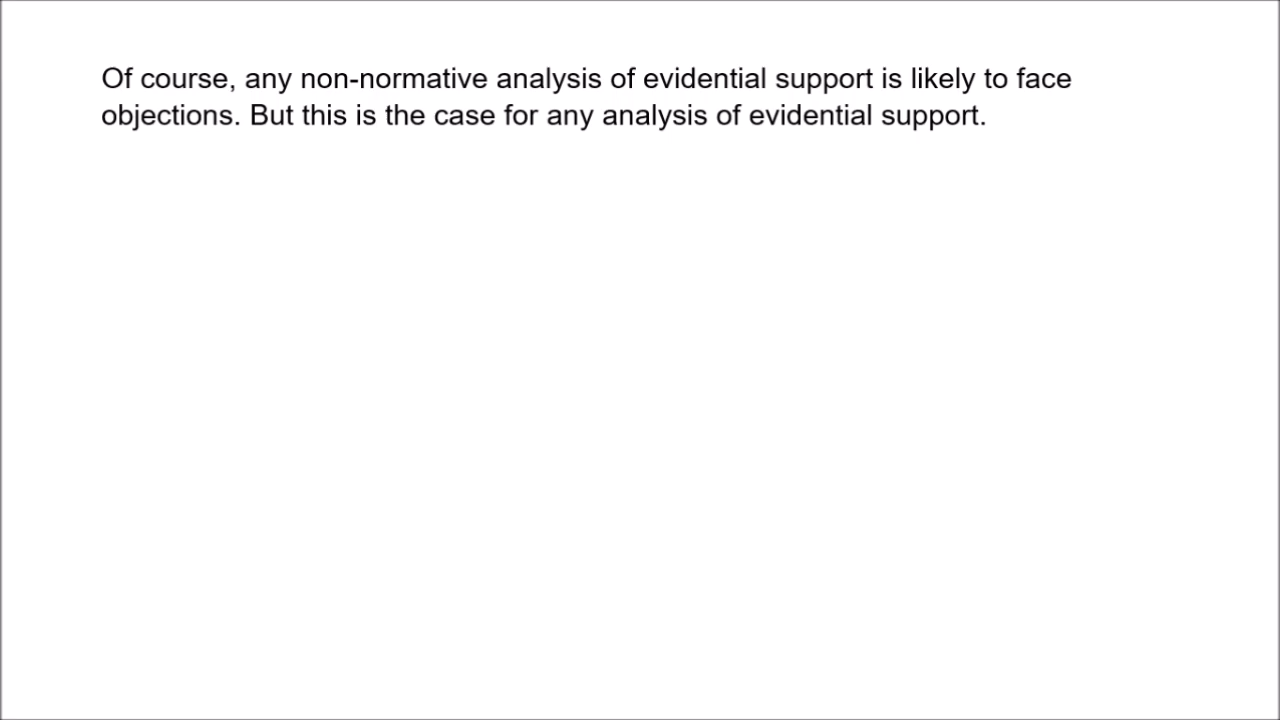 Of course, any non-normative analysis of evidential support is likely to face
objections. But this is the case for any analysis of evidential support.